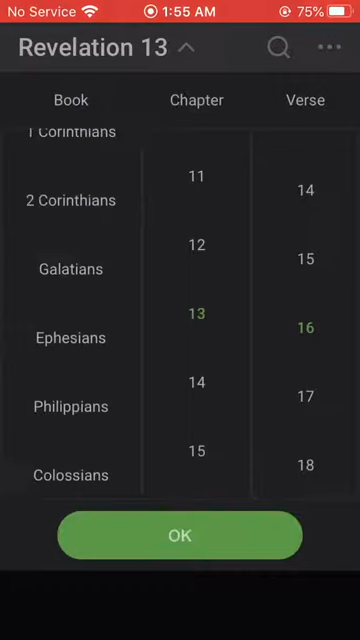 No Service 1:55 AM 75%
Revelation 13
Book Chapter Verse
1 Corinthians
11
14
2 Corinthians
12
15
Galatians
13
16
Ephesians
14
17
Philippians
15
18
Colossians
OK